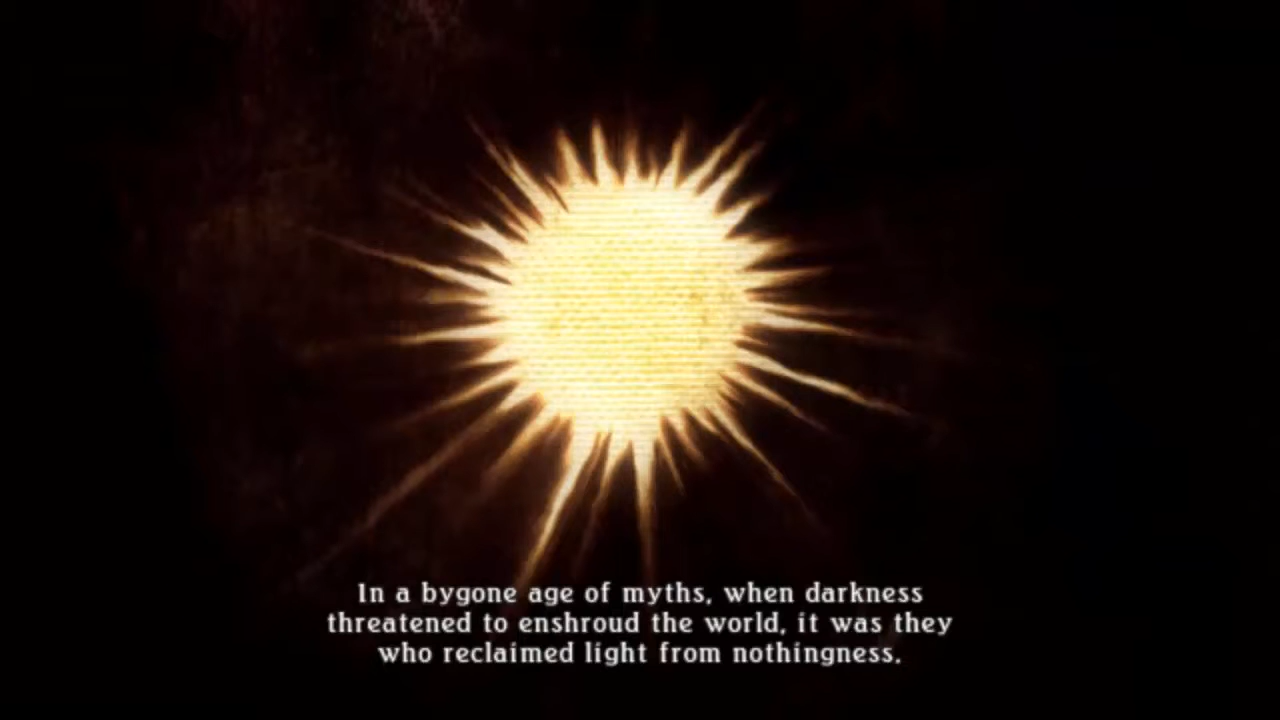 In a bygone age of myths, when darkness
threatened to enshroud the world, it was they
who reclaimed light from nothingness.